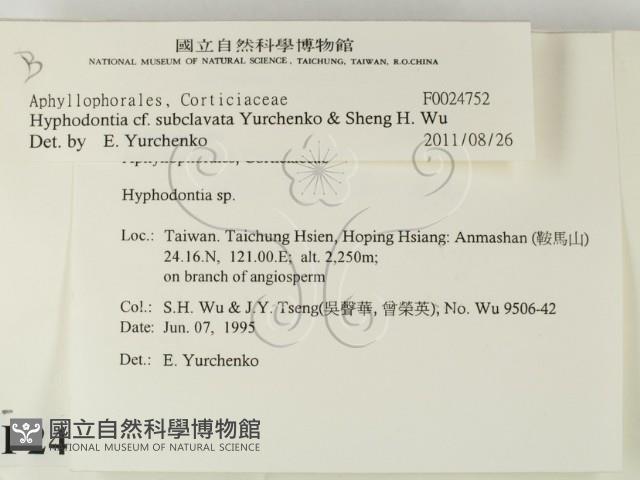 B
國立自然科學博物館
NATIONAL MUSEUM OF NATURAL SCIENCE, TAICHUNG, TAIWAN, R.O.CHINA
Aphyllophorales, Corticiaceae F0024752
Hyphodontia cf. subclavata Yurchenko & Sheng H. Wu
Det. by E. Yurchenko 2011/08/26
Aphyllophorales, Corticiaceae
Hyphodontia sp.
Loc.: Taiwan. Taichung Hsien, Hoping Hsiang: Anmashan (鞍馬山)
24.16.N, 121.00.E; alt. 2,250m;
on branch of angiosperm
Col.: S.H. Wu & J.Y. Tseng(吳聲華, 曾榮英); No. Wu 9506-42
Date: Jun. 07, 1995
Det.: E. Yurchenko
24
國立自然科學博物館
NATIONAL MUSEUM OF NATURAL SCIENCE